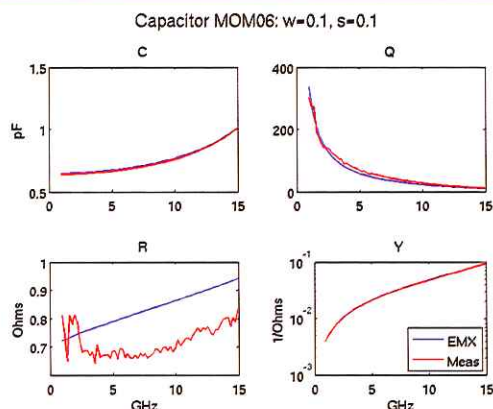 Capacitor MOM06: w=0.1, s=0.1
C
Q
1.5
1
0.5
pF
0
5
10
15
400
200
0
0
5
10
15
R
Y
1
0.9
0.8
0.7
Ohms
0
5
10
15
GHz
10⁻¹
10⁻²
10⁻³
1/Ohms
EMX
Meas
0
5
10
15
GHz